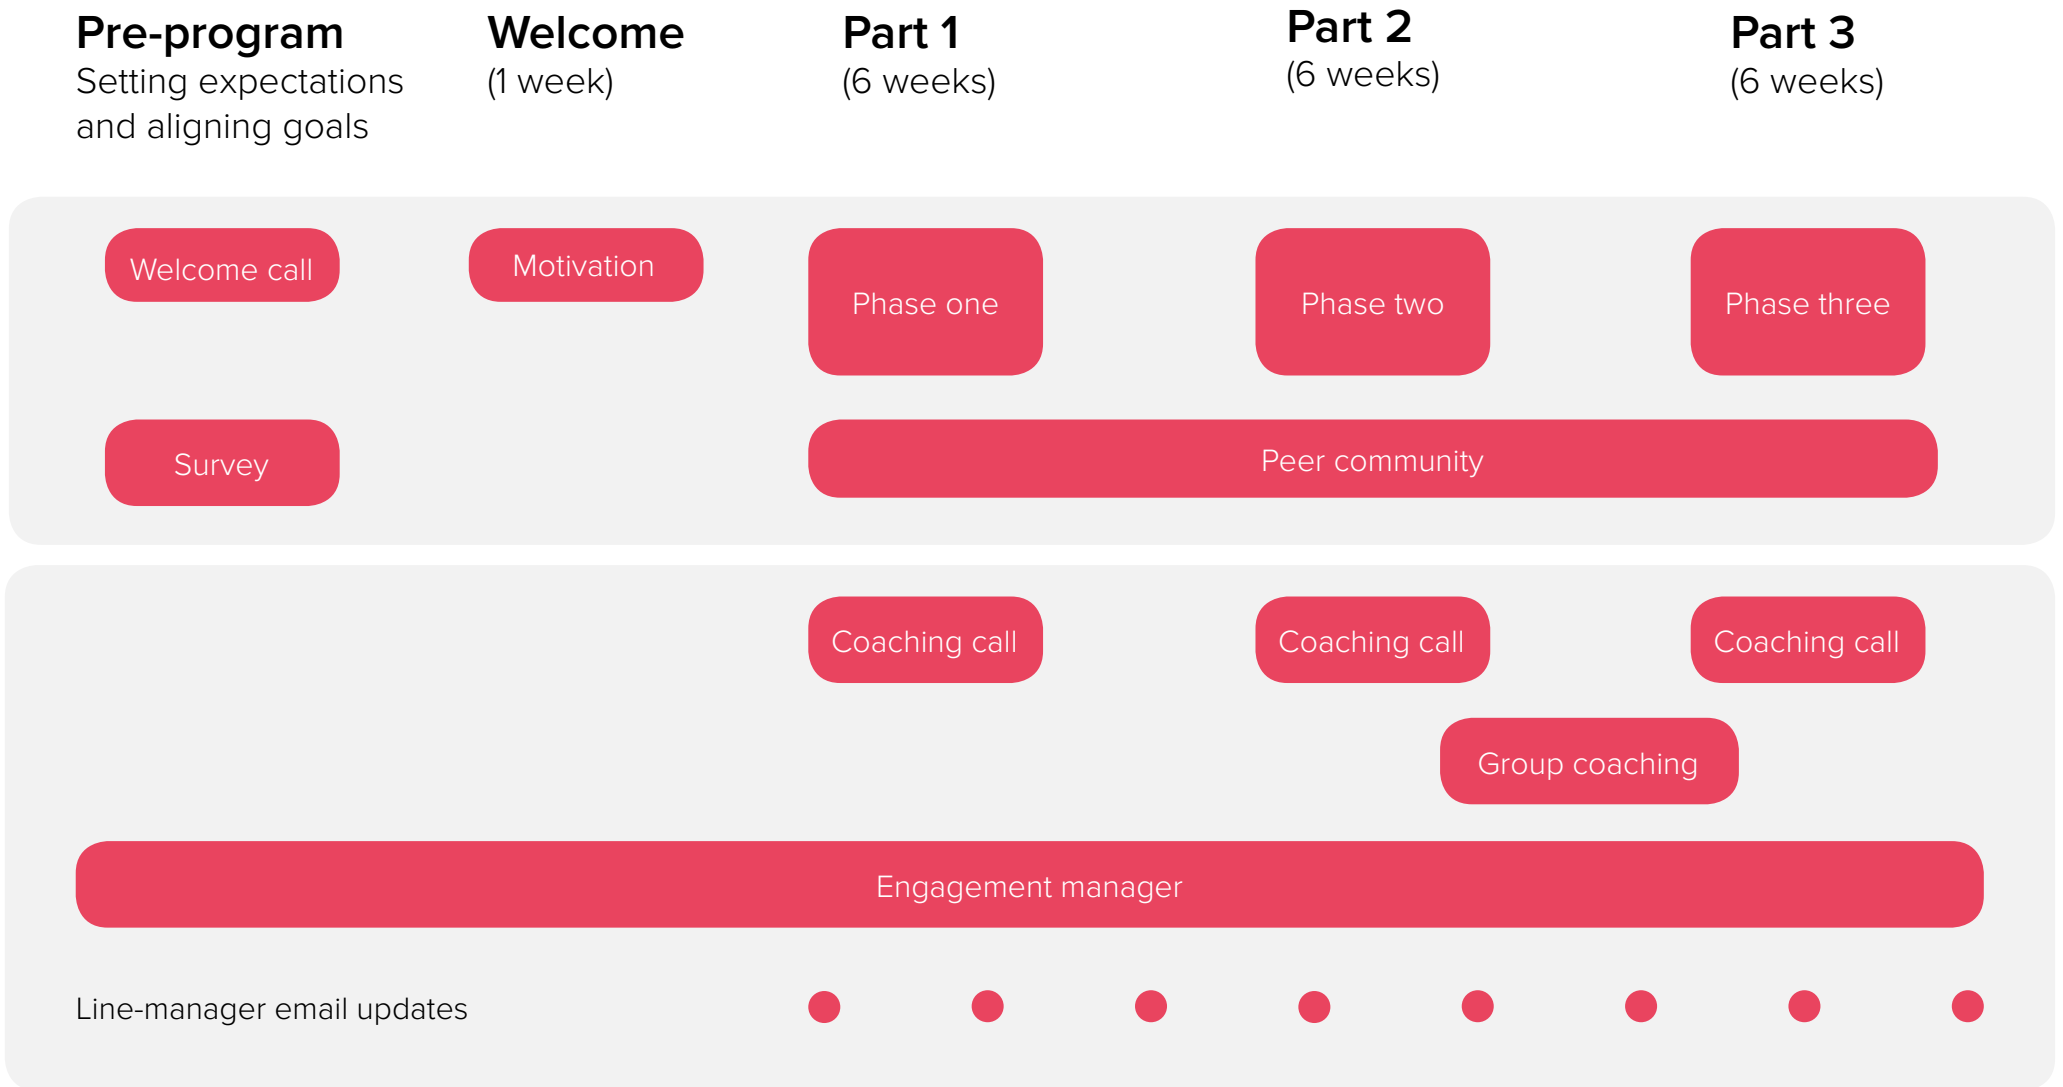 Pre-program
Setting expectations
and aligning goals
Welcome
(1 week)
Part 1
(6 weeks)
Part 2
(6 weeks)
Part 3
(6 weeks)
Welcome call
Motivation
Phase one
Phase two
Phase three
Survey
Peer community
Coaching call
Coaching call
Coaching call
Group coaching
Engagement manager
Line-manager email updates